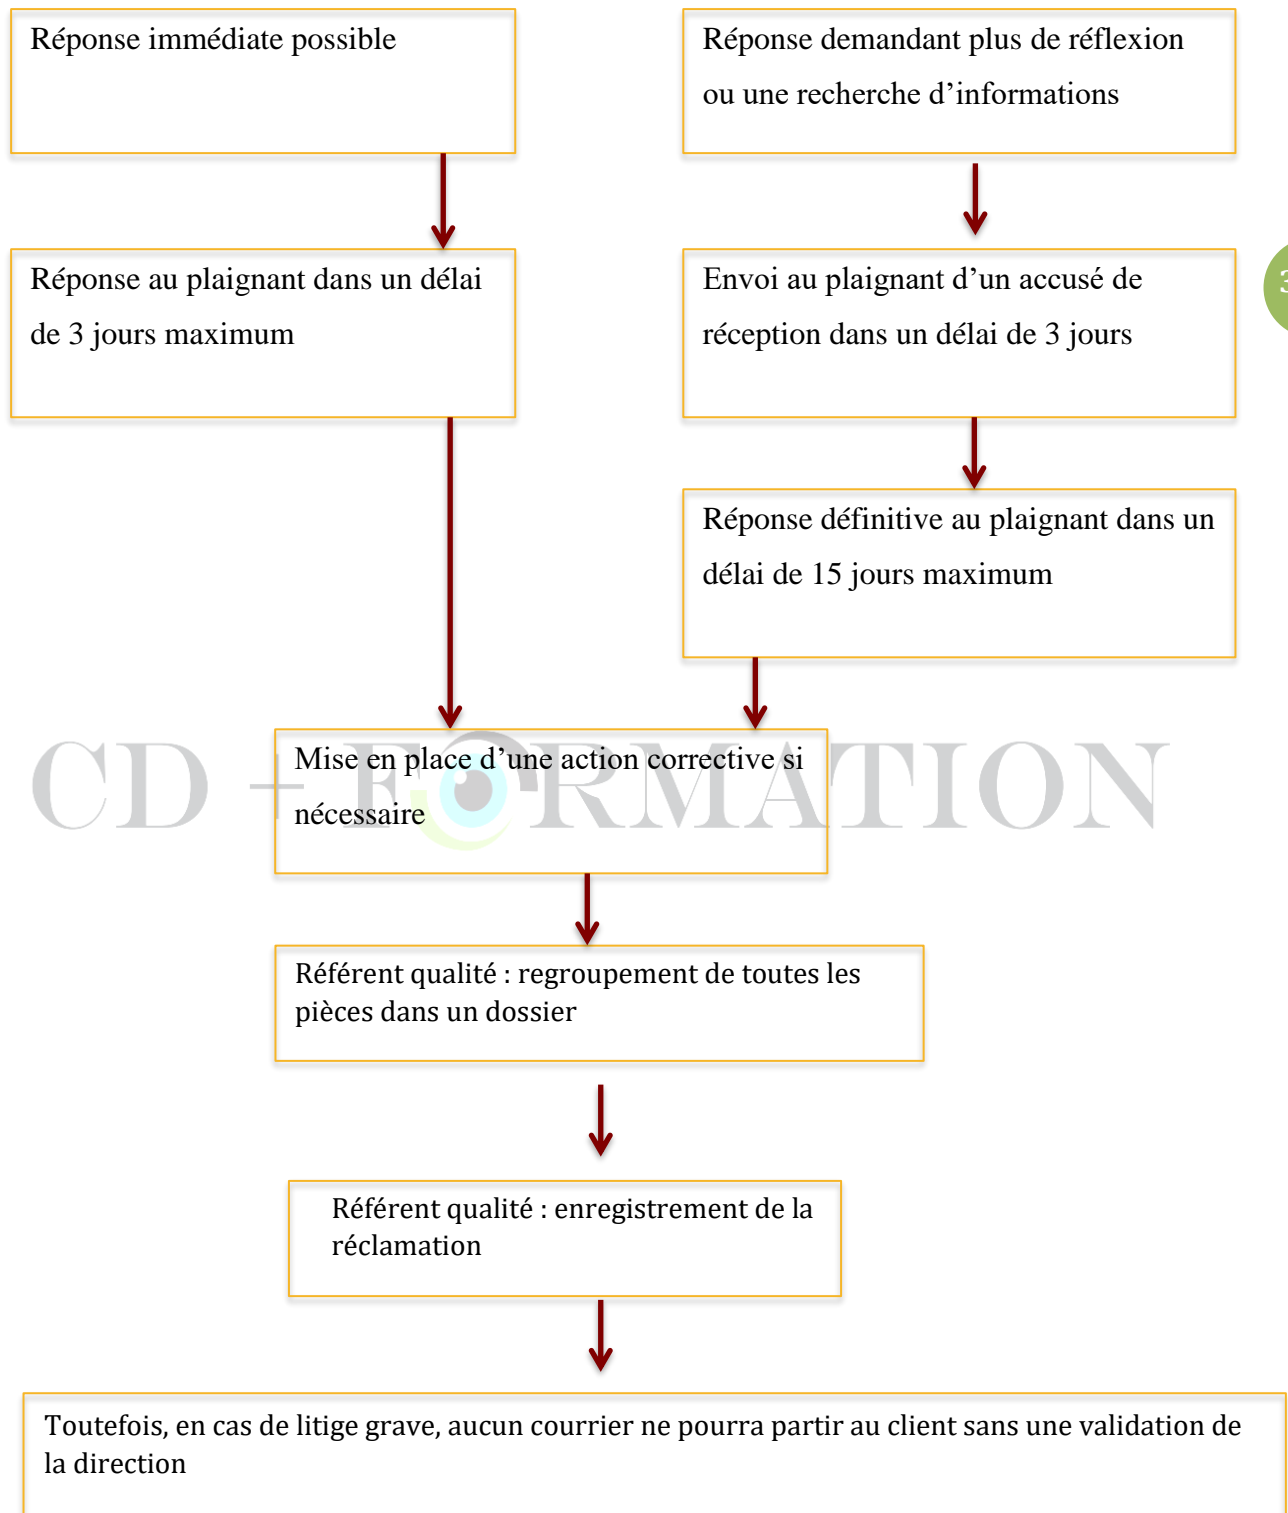 Réponse immédiate possible
Réponse demandant plus de réflexion
ou une recherche d’informations
Réponse au plaignant dans un délai
de 3 jours maximum
Envoi au plaignant d’un accusé de
réception dans un délai de 3 jours
3
Réponse définitive au plaignant dans un
délai de 15 jours maximum
CD + FORMATION
Mise en place d’une action corrective si
nécessaire
Référent qualité : regroupement de toutes les
pièces dans un dossier
Référent qualité : enregistrement de la
réclamation
Toutefois, en cas de litige grave, aucun courrier ne pourra partir au client sans une validation de
la direction